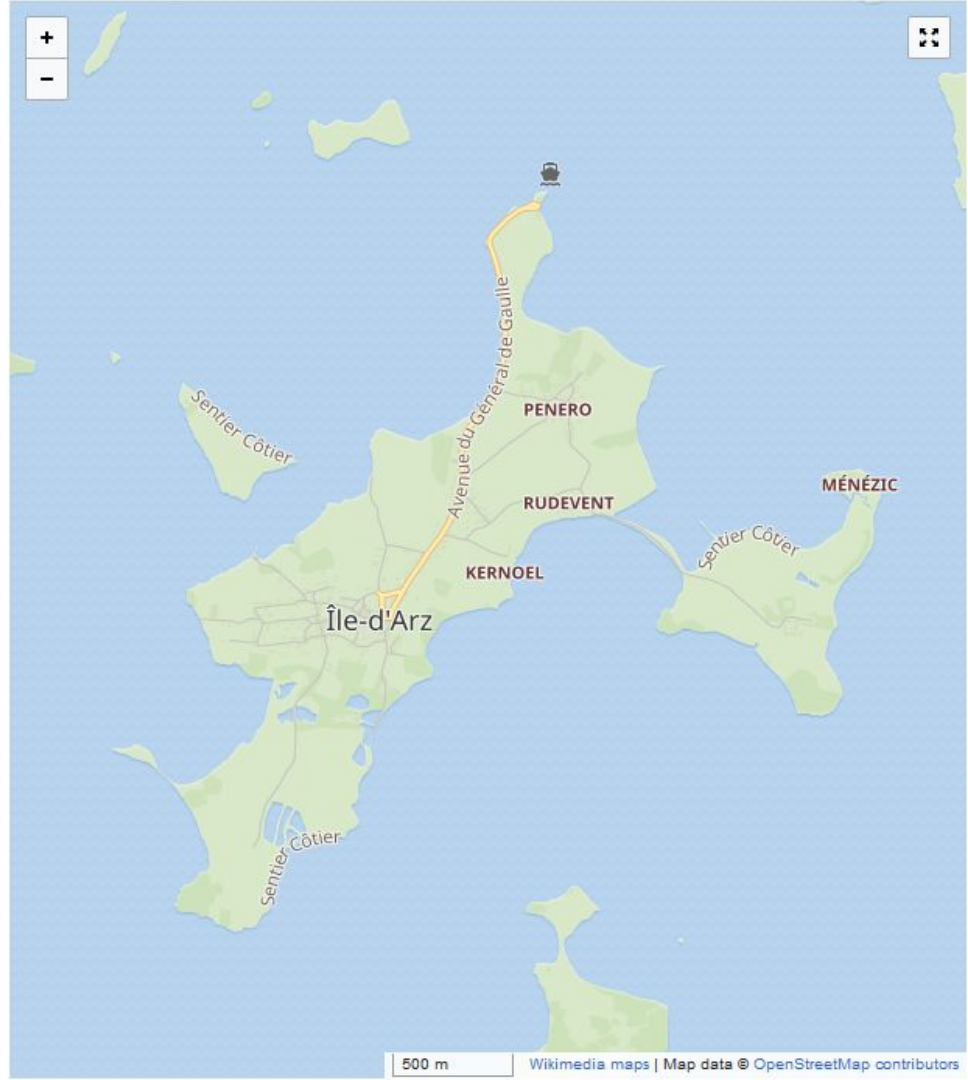 +
−
Avenue du Général de Gaulle
Sentier Côtier
PENERO
MÉNÉZIC
RUDEVENT
Sentier Côtier
KERNOEL
Île-d'Arz
Sentier Côtier
500 m
Wikimedia maps | Map data © OpenStreetMap contributors